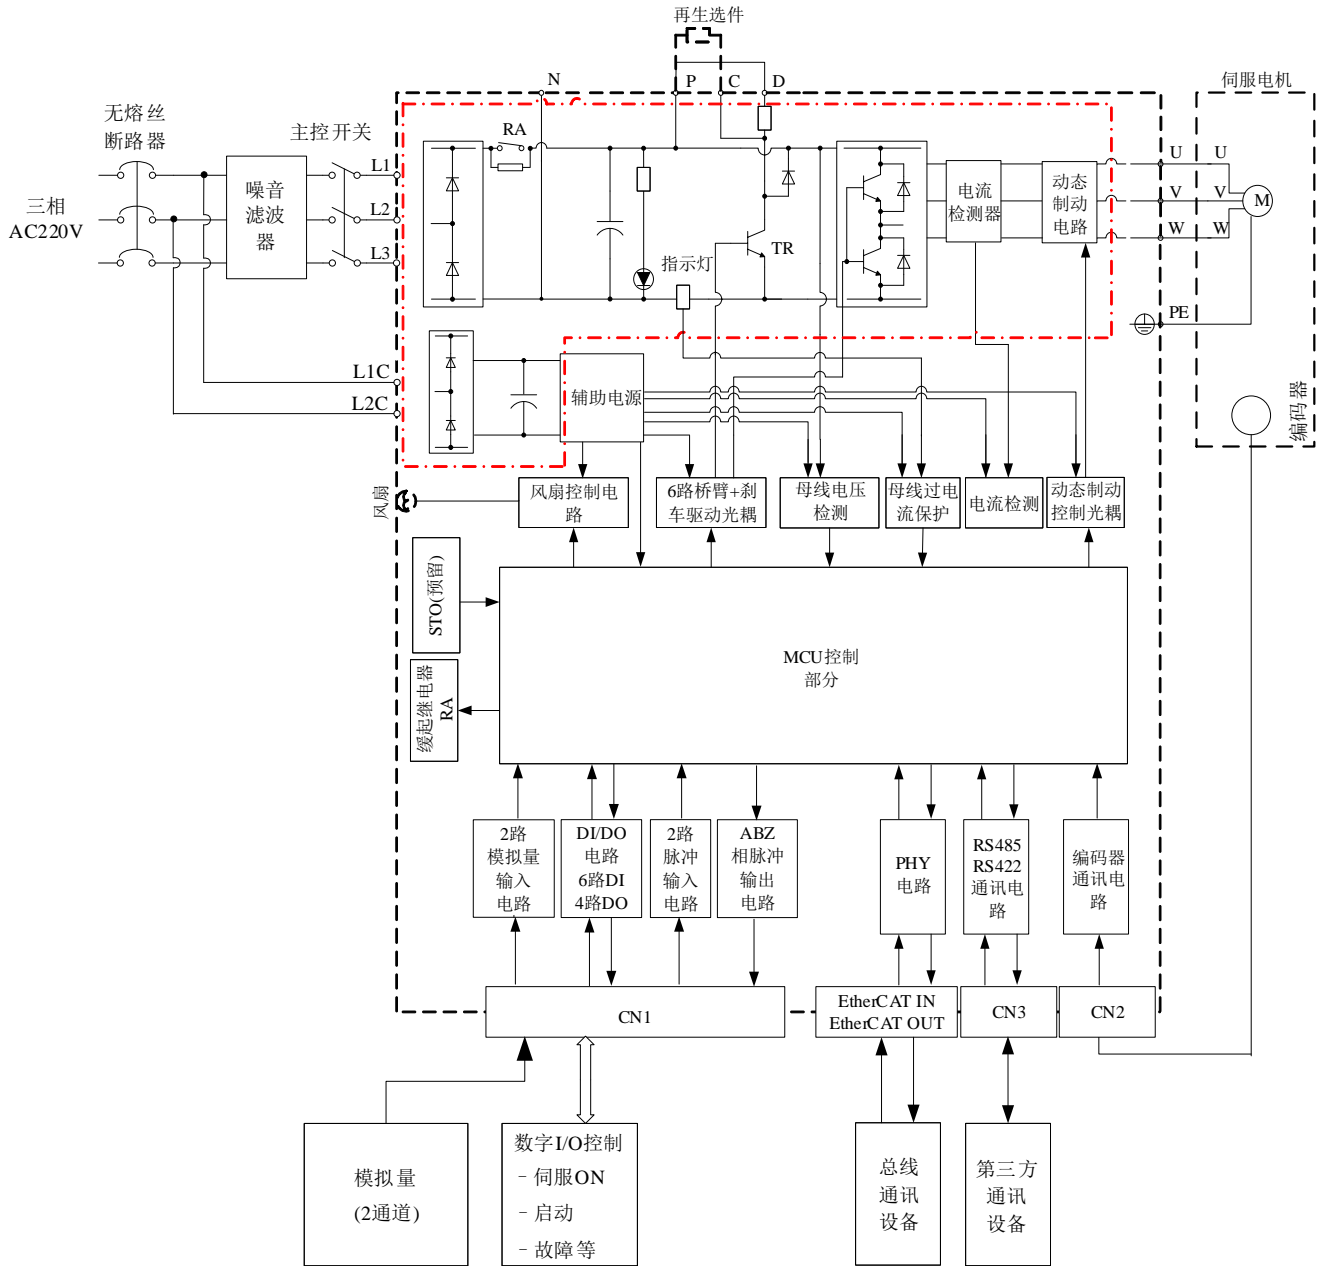 再生选件
N
P
C
D
伺服电机
无熔丝
断路器
主控开关
RA
L1
L2
L3
三相
AC220V
噪音
滤波
器
指示灯
TR
电流
检测器
动态
制动
电路
U
V
W
U
V
W
M
PE
编码器
L1C
L2C
辅助电源
风扇
风扇控制电
路
6路桥臂+刹
车驱动光耦
母线电压
检测
母线过电
流保护
电流检测
动态制动
控制光耦
STO(预留)
缓起继电器
RA
MCU控制
部分
2路
模拟量
输入
电路
DI/DO
电路
6路DI
4路DO
2路
脉冲
输入
电路
ABZ
相脉冲
输出
电路
PHY
电路
RS485
RS422
通讯电
路
编码器
通讯电
路
CN1
EtherCAT IN
EtherCAT OUT
CN3
CN2
模拟量
(2通道)
数字I/O控制
- 伺服ON
- 启动
- 故障等
总线
通讯
设备
第三方
通讯
设备